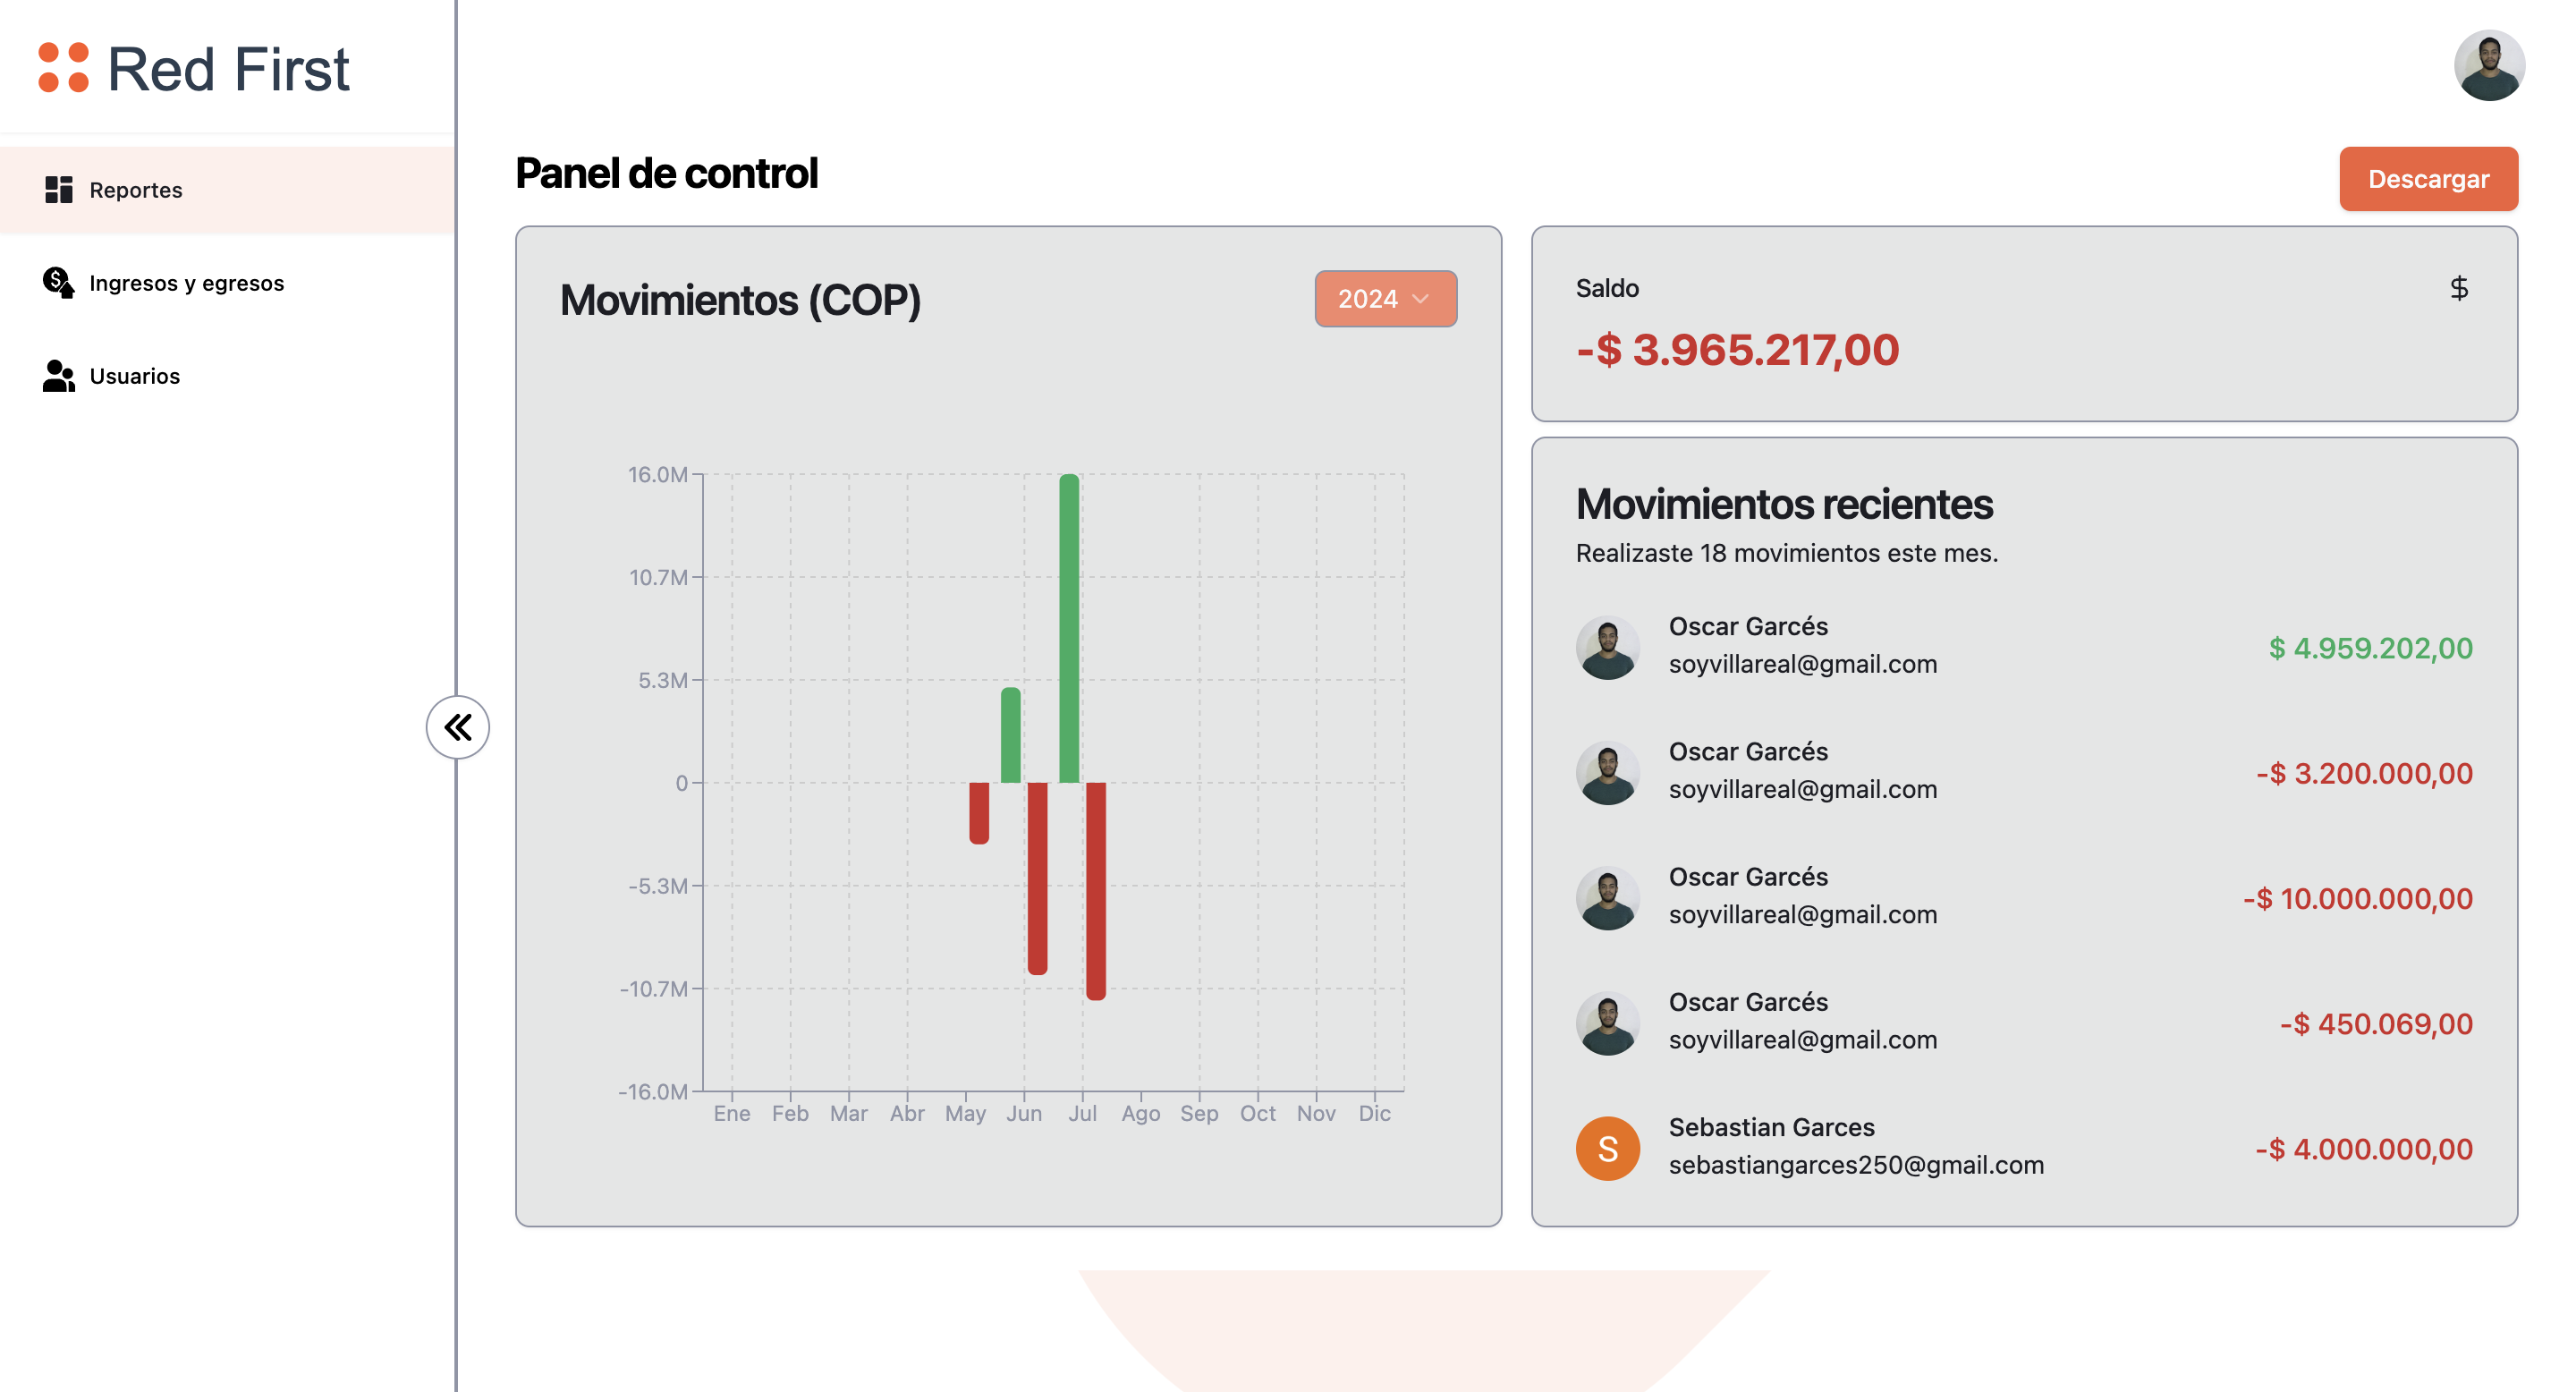 Red First
Reportes
Ingresos y egresos
Usuarios
Panel de control
Descargar
Movimientos (COP)
2024
16.0M
10.7M
5.3M
0
-5.3M
-10.7M
-16.0M
Ene Feb Mar Abr May Jun Jul Ago Sep Oct Nov Dic
Saldo
$
-$ 3.965.217,00
Movimientos recientes
Realizaste 18 movimientos este mes.
Oscar Garcés
soyvillareal@gmail.com
$ 4.959.202,00
Oscar Garcés
soyvillareal@gmail.com
-$ 3.200.000,00
Oscar Garcés
soyvillareal@gmail.com
-$ 10.000.000,00
Oscar Garcés
soyvillareal@gmail.com
-$ 450.069,00
S
Sebastian Garces
sebastiangarces250@gmail.com
-$ 4.000.000,00